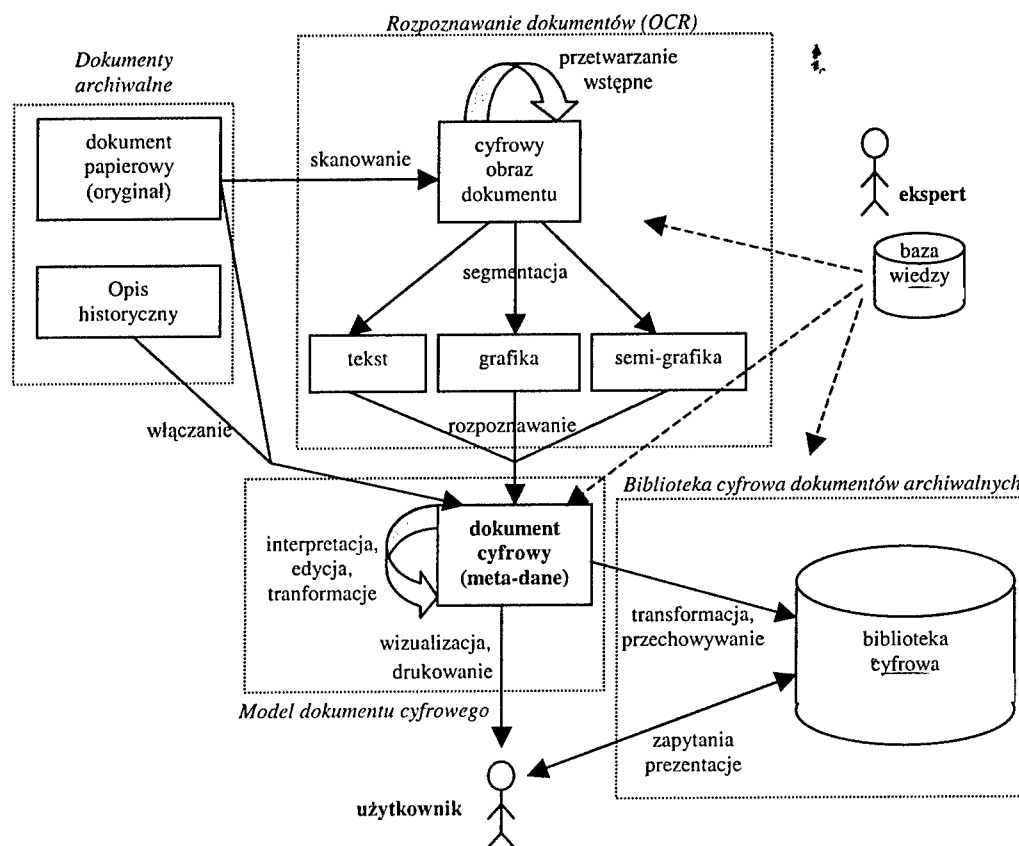 Rozpoznawanie dokumentów (OCR)
Dokumenty
archiwalne
przetwarzanie
wstępne
dokument
papierowy
(oryginał)
skanowanie
cyfrowy
obraz
dokumentu
ekspert
baza
wiedzy
Opis
historyczny
segmentacja
tekst
grafika
semi-grafika
włączanie
rozpoznawanie
Biblioteka cyfrowa dokumentów archiwalnych
dokument
cyfrowy
(meta-dane)
interpretacja,
edycja,
tranformacje
transformacja,
przechowywanie
biblioteka
cyfrowa
wizualizacja,
drukowanie
Model dokumentu cyfrowego
zapytania
prezentacje
użytkownik